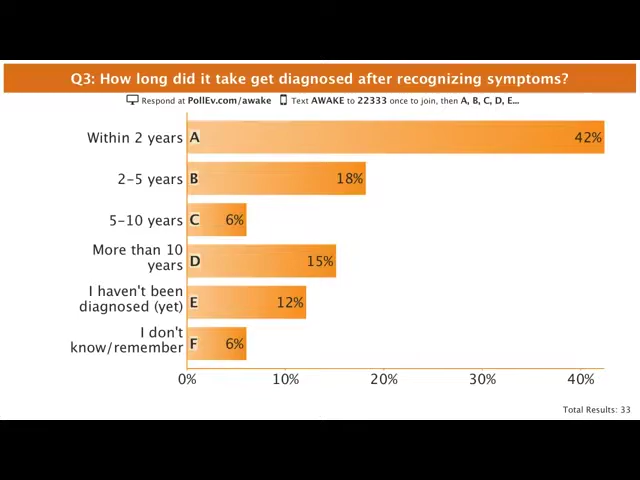 Q3: How long did it take get diagnosed after recognizing symptoms?
Respond at PollEv.com/awake Text AWAKE to 22333 once to join, then A, B, C, D, E...
Within 2 years A 42%
2-5 years B 18%
5-10 years C 6%
More than 10
years D 15%
I haven't been
diagnosed (yet) E 12%
I don't
know/remember F 6%
0% 10% 20% 30% 40%
Total Results: 33